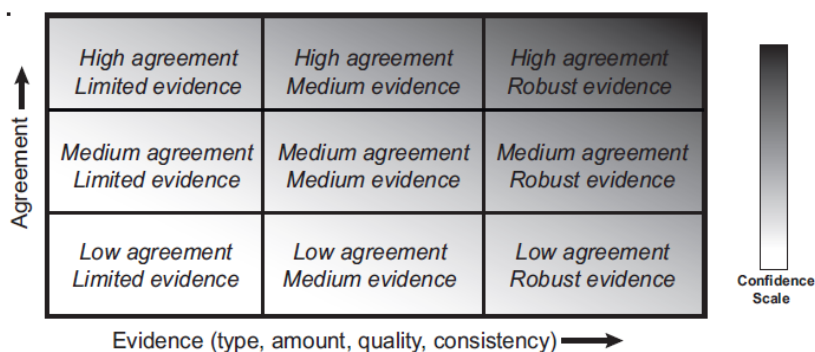 High agreement
Limited evidence
High agreement
Medium evidence
High agreement
Robust evidence
Medium agreement
Limited evidence
Medium agreement
Medium evidence
Medium agreement
Robust evidence
Low agreement
Limited evidence
Low agreement
Medium evidence
Low agreement
Robust evidence
Agreement
Evidence (type, amount, quality, consistency)
Confidence
Scale